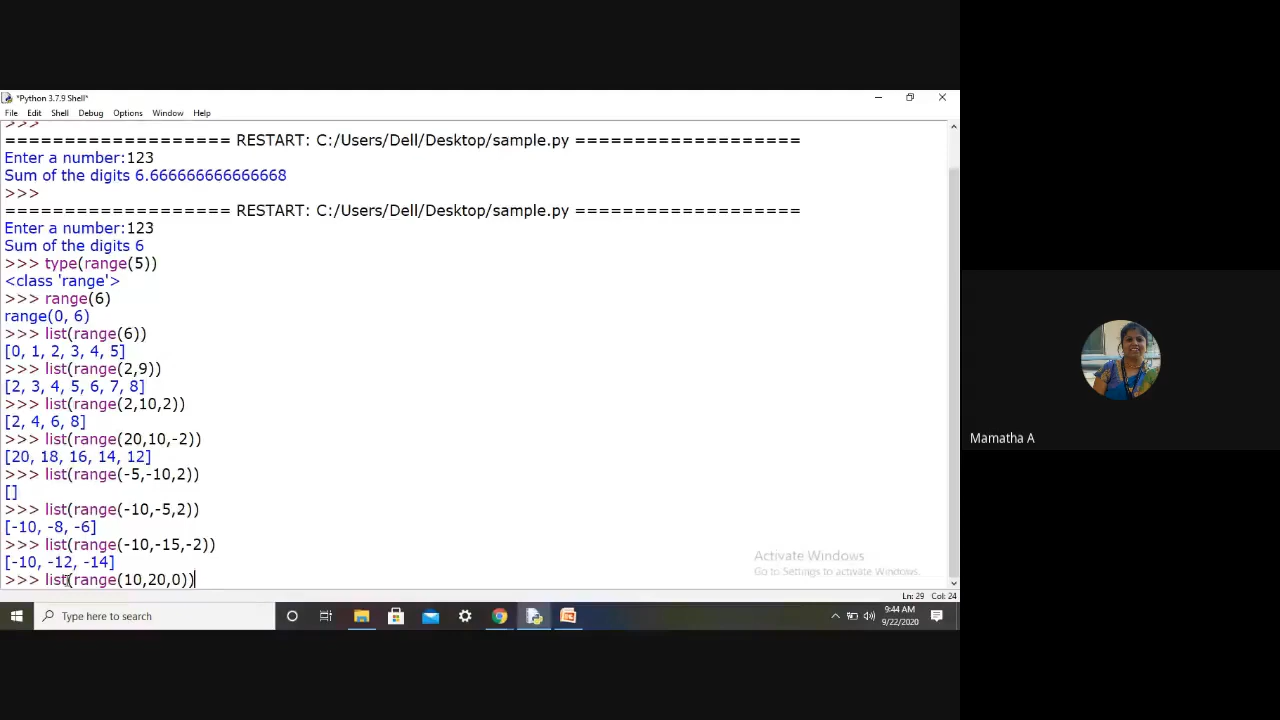 *Python 3.7.9 Shell*
File Edit Shell Debug Options Window Help
>>>
=================== RESTART: C:/Users/Dell/Desktop/sample.py ===================
Enter a number:123
Sum of the digits 6.666666666666668
>>>
=================== RESTART: C:/Users/Dell/Desktop/sample.py ===================
Enter a number:123
Sum of the digits 6
>>> type(range(5))
<class 'range'>
>>> range(6)
range(0, 6)
>>> list(range(6))
[0, 1, 2, 3, 4, 5]
>>> list(range(2,9))
[2, 3, 4, 5, 6, 7, 8]
>>> list(range(2,10,2))
[2, 4, 6, 8]
>>> list(range(20,10,-2))
[20, 18, 16, 14, 12]
>>> list(range(-5,-10,2))
[]
>>> list(range(-10,-5,2))
[-10, -8, -6]
>>> list(range(-10,-15,-2))
[-10, -12, -14]
>>> list(range(10,20,0))
Mamatha A
Activate Windows
Go to Settings to activate Windows.
Ln: 29 Col: 24
Type here to search
9:44 AM
9/22/2020